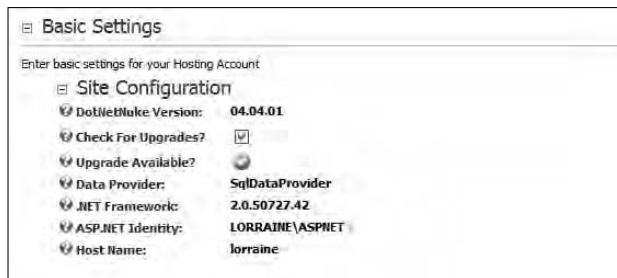 Basic Settings
Enter basic settings for your Hosting Account
Site Configuration
DotNetNuke Version: 04.04.01
Check For Upgrades?
Upgrade Available?
Data Provider: SqlDataProvider
.NET Framework: 2.0.50727.42
ASP.NET Identity: LORRAINE\ASPNET
Host Name: lorraine